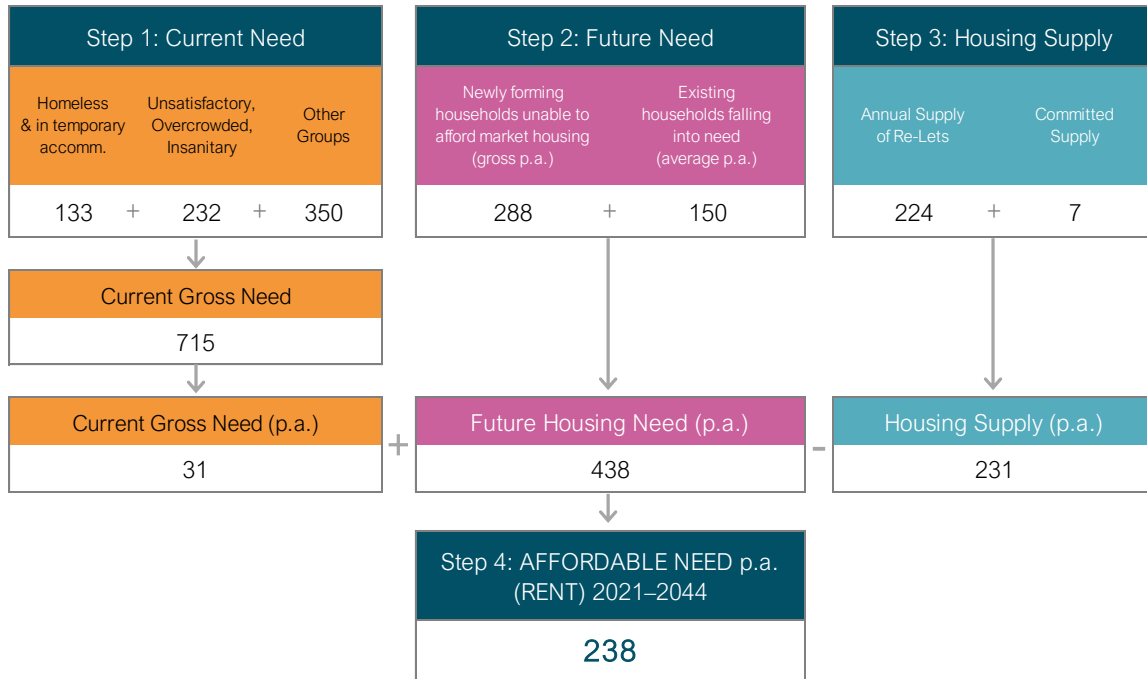 Step 1: Current Need
Homeless
& in temporary
accomm.
Unsatisfactory,
Overcrowded,
Insanitary
Other
Groups
133 + 232 + 350
Current Gross Need
715
Current Gross Need (p.a.)
31
+
Step 2: Future Need
Newly forming
households unable to
afford market housing
(gross p.a.)
Existing
households falling
into need
(average p.a.)
288 + 150
Future Housing Need (p.a.)
438
-
Step 3: Housing Supply
Annual Supply
of Re-Lets
Committed
Supply
224 + 7
Housing Supply (p.a.)
231
Step 4: AFFORDABLE NEED p.a.
(RENT) 2021–2044
238